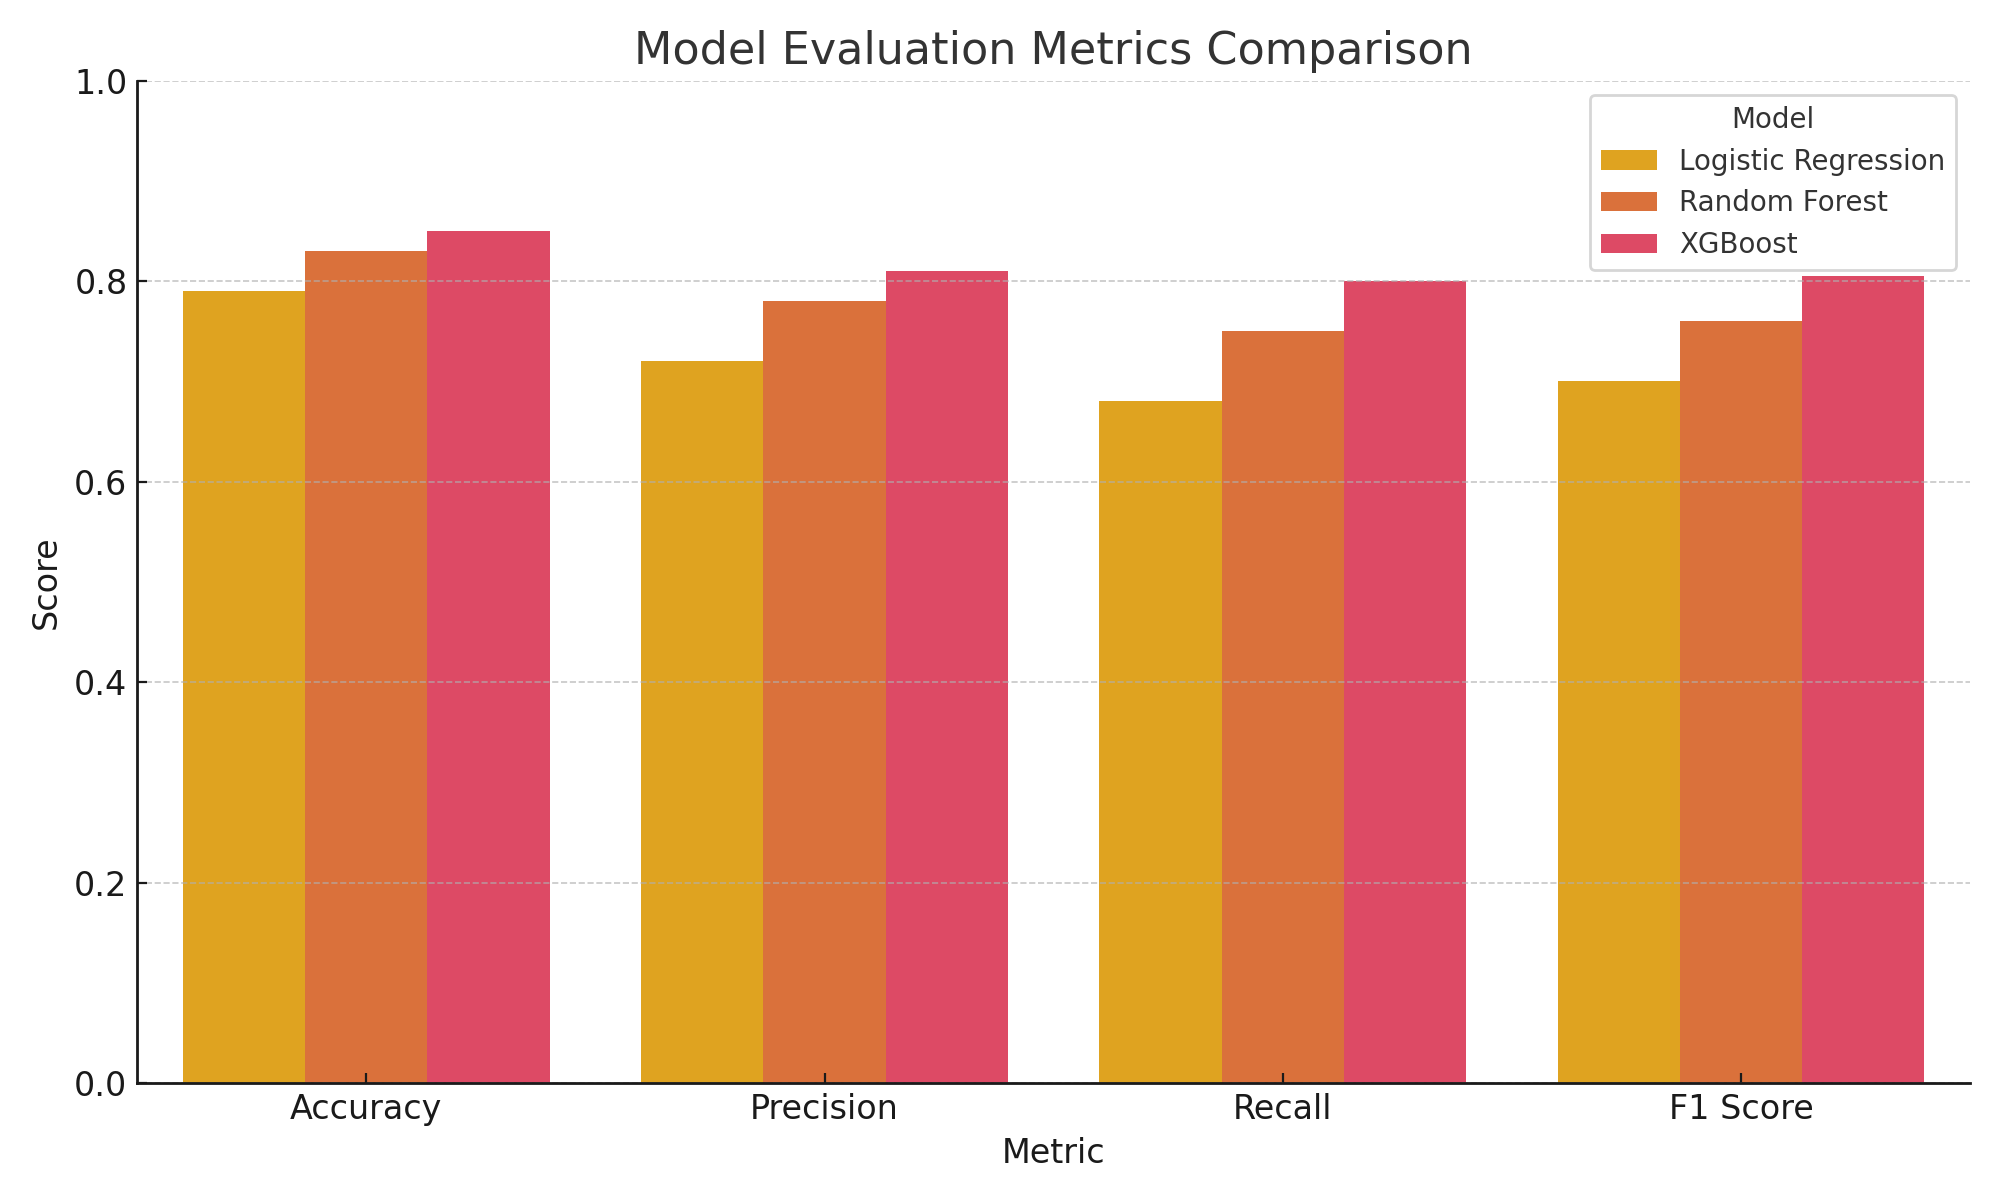 Model Evaluation Metrics Comparison
1.0
0.8
0.6
0.4
0.2
0.0
Score
Model
Logistic Regression
Random Forest
XGBoost
Accuracy
Precision
Recall
F1 Score
Metric